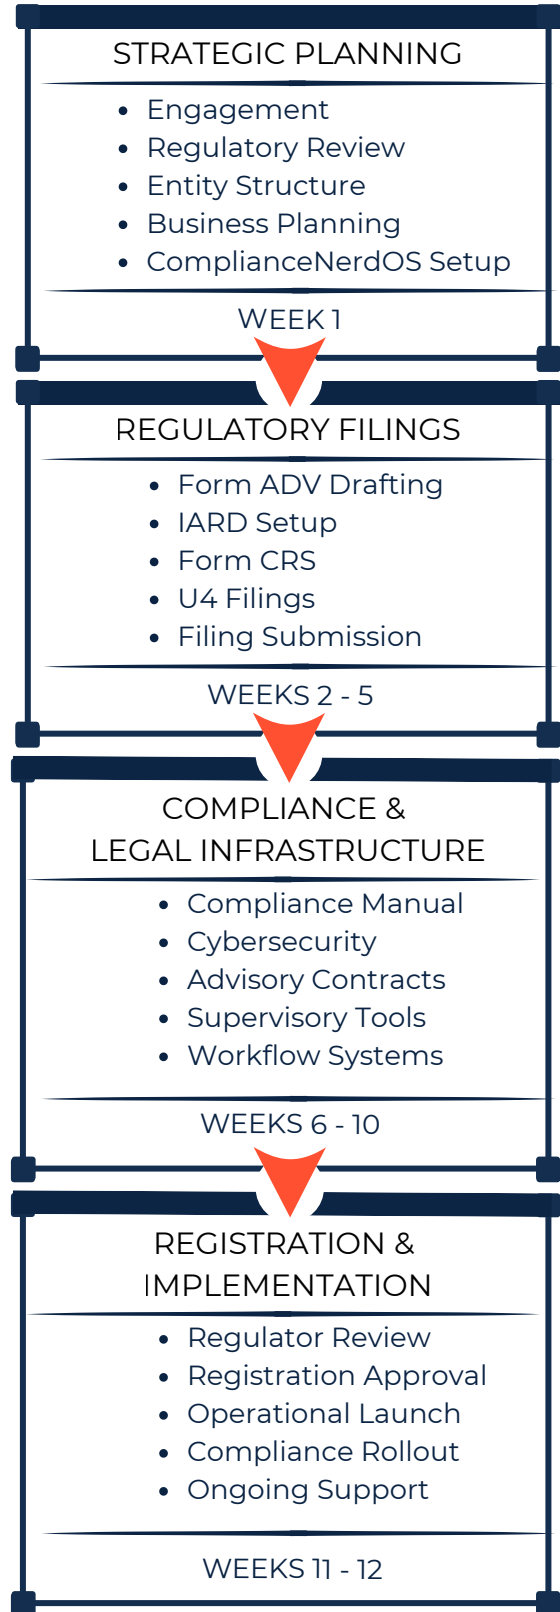 STRATEGIC PLANNING
• Engagement
• Regulatory Review
• Entity Structure
• Business Planning
• ComplianceNerdOS Setup
WEEK 1
REGULATORY FILINGS
• Form ADV Drafting
• IARD Setup
• Form CRS
• U4 Filings
• Filing Submission
WEEKS 2 - 5
COMPLIANCE &
LEGAL INFRASTRUCTURE
• Compliance Manual
• Cybersecurity
• Advisory Contracts
• Supervisory Tools
• Workflow Systems
WEEKS 6 - 10
REGISTRATION &
IMPLEMENTATION
• Regulator Review
• Registration Approval
• Operational Launch
• Compliance Rollout
• Ongoing Support
WEEKS 11 - 12